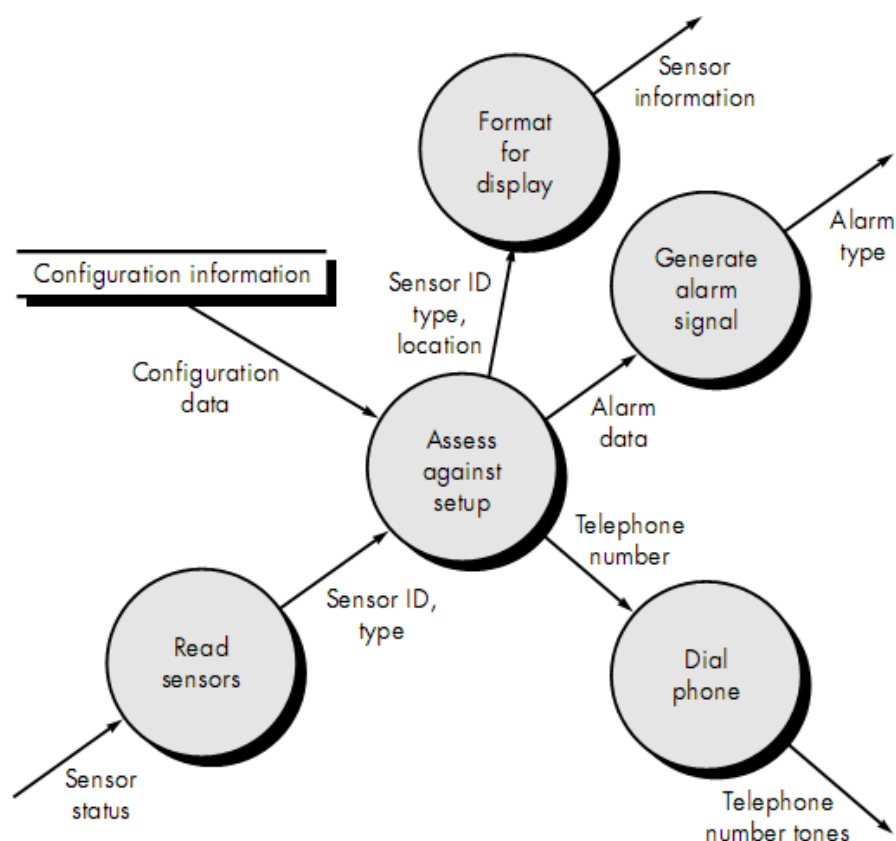 Sensor
information
Format
for
display
Alarm
type
Generate
alarm
signal
Configuration information
Sensor ID
type,
location
Configuration
data
Alarm
data
Assess
against
setup
Telephone
number
Sensor ID,
type
Read
sensors
Dial
phone
Sensor
status
Telephone
number tones